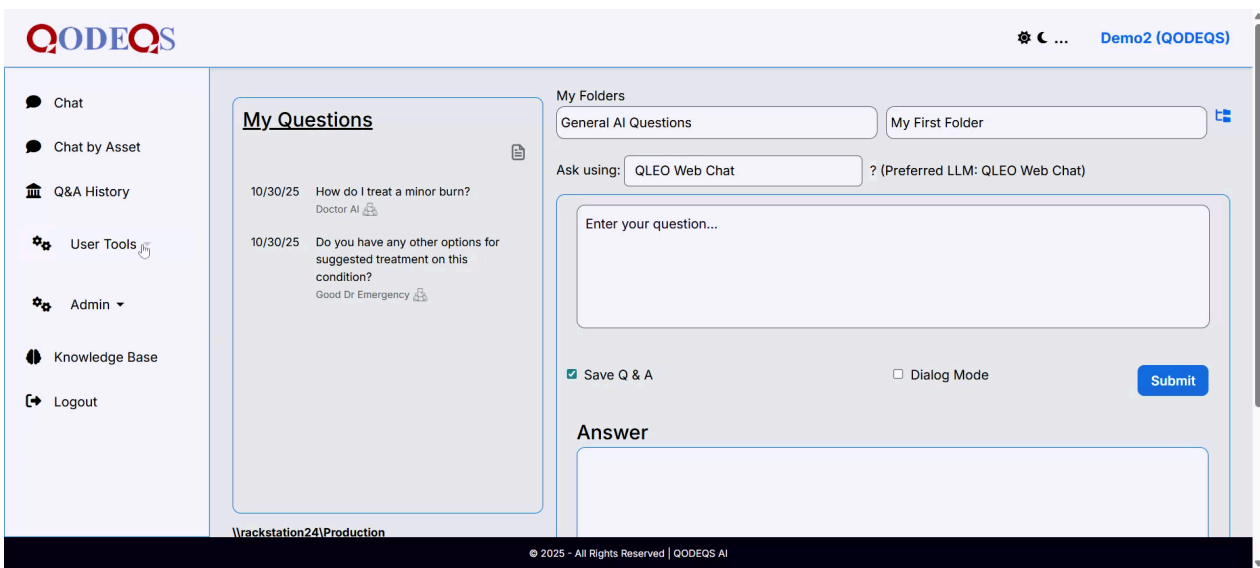 QODEQS
... Demo2 (QODEQS)
Chat
Chat by Asset
Q&A History
User Tools
Admin
Knowledge Base
Logout
My Questions
10/30/25 How do I treat a minor burn?
Doctor AI
10/30/25 Do you have any other options for
suggested treatment on this
condition?
Good Dr Emergency
\\rackstation24\Production
My Folders
General AI Questions
My First Folder
Ask using: QLEO Web Chat ? (Preferred LLM: QLEO Web Chat)
Enter your question...
Save Q & A
Dialog Mode
Submit
Answer
© 2025 - All Rights Reserved | QODEQS AI